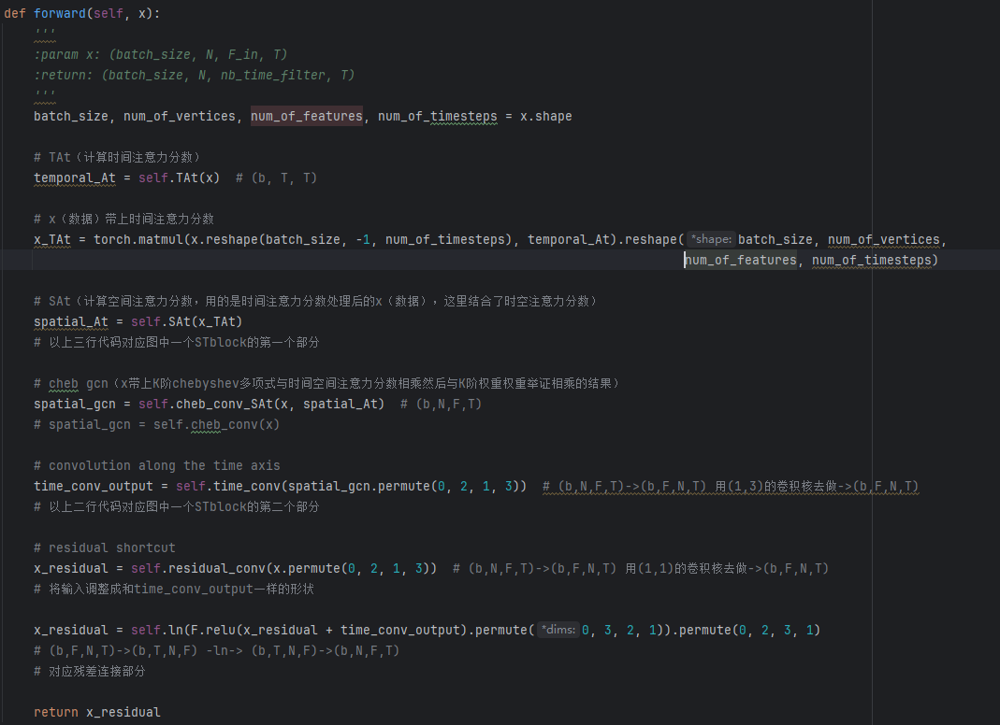 def forward(self, x):
    '''
    :param x: (batch_size, N, F_in, T)
    :return: (batch_size, N, nb_time_filter, T)
    '''
    batch_size, num_of_vertices, num_of_features, num_of_timesteps = x.shape
    # TAt（计算时间注意力分数）
    temporal_At = self.TAt(x)  # (b, T, T)
    # x（数据）带上时间注意力分数
    x_TAt = torch.matmul(x.reshape(batch_size, -1, num_of_timesteps), temporal_At).reshape( *shape: batch_size, num_of_vertices,
                                                                                       num_of_features, num_of_timesteps)
    # SAt（计算空间注意力分数，用的是时间注意力分数处理后的x（数据），这里结合了时空注意力分数）
    spatial_At = self.SAt(x_TAt)
    # 以上三行代码对应图中一个STblock的第一个部分
    # cheb gcn（x带上K阶chebyshev多项式与时间空间注意力分数相乘然后与K阶权重权重举证相乘的结果）
    spatial_gcn = self.cheb_conv_SAt(x, spatial_At)  # (b,N,F,T)
    # spatial_gcn = self.cheb_conv(x)
    # convolution along the time axis
    time_conv_output = self.time_conv(spatial_gcn.permute(0, 2, 1, 3))  # (b,N,F,T)->(b,F,N,T) 用(1,3)的卷积核去做->(b,F,N,T)
    # 以上二行代码对应图中一个STblock的第二个部分
    # residual shortcut
    x_residual = self.residual_conv(x.permute(0, 2, 1, 3))  # (b,N,F,T)->(b,F,N,T) 用(1,1)的卷积核去做->(b,F,N,T)
    # 将输入调整成和time_conv_output一样的形状
    x_residual = self.ln(F.relu(x_residual + time_conv_output).permute( *dims: 0, 3, 2, 1)).permute(0, 2, 3, 1)
    # (b,F,N,T)->(b,T,N,F) -ln-> (b,T,N,F)->(b,N,F,T)
    # 对应残差连接部分
    return x_residual